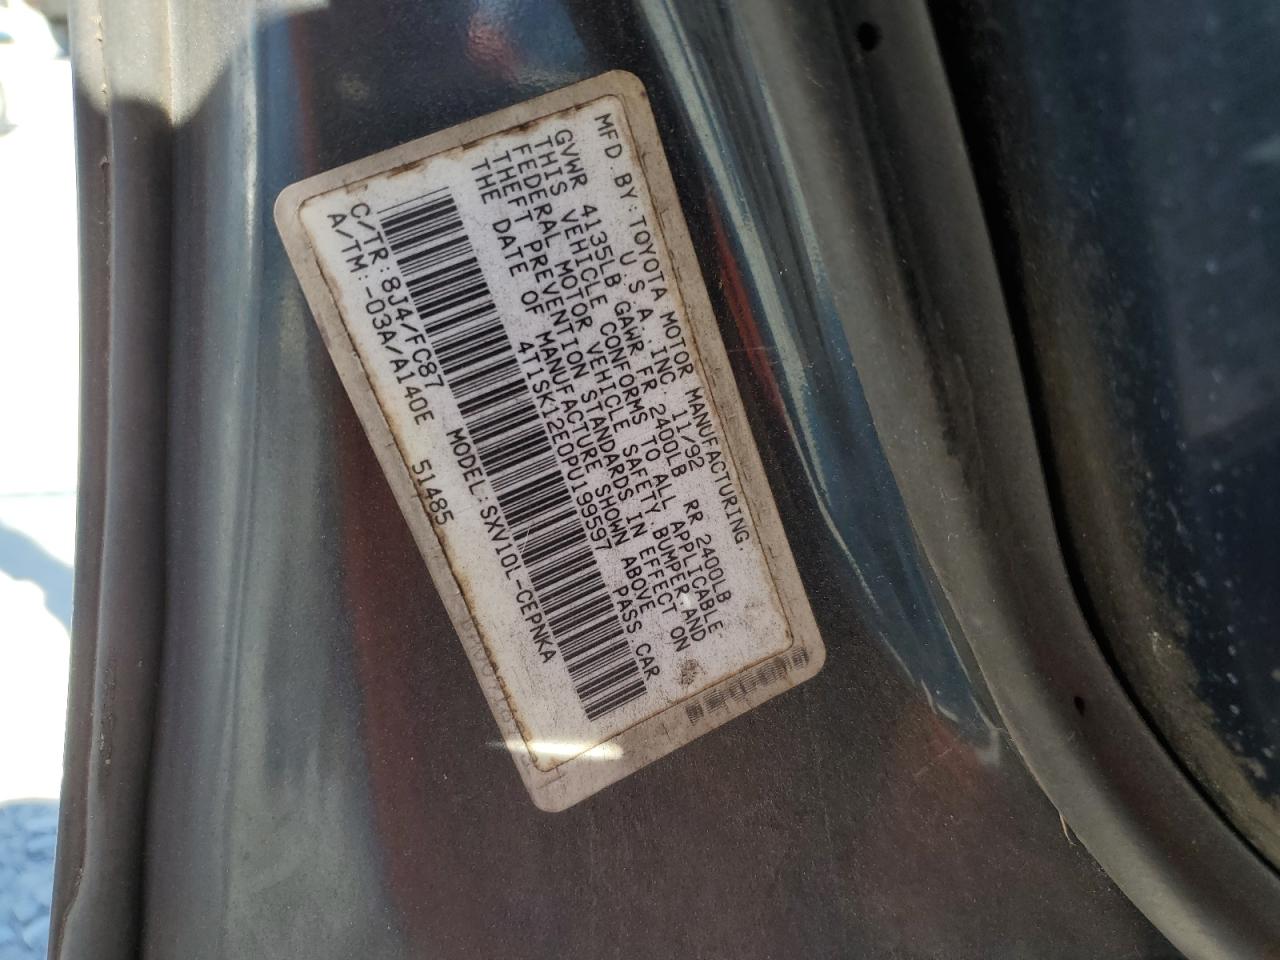 MFD. BY: TOYOTA MOTOR MANUFACTURING.
U.S.A. INC. 11/92
GVWR 4135LB GAWR FR 2400LB RR 2400LB
THIS VEHICLE CONFORMS TO ALL APPLICABLE
FEDERAL MOTOR VEHICLE SAFETY, BUMPER, AND
THEFT PREVENTION STANDARDS IN EFFECT ON
THE DATE OF MANUFACTURE SHOWN ABOVE.
4T1SK12E0PU199597 PASS.CAR
C/TR:8J4/FC87 MODEL:SXV10L-CEPNKA
A/TM:-03A/A140E 51485